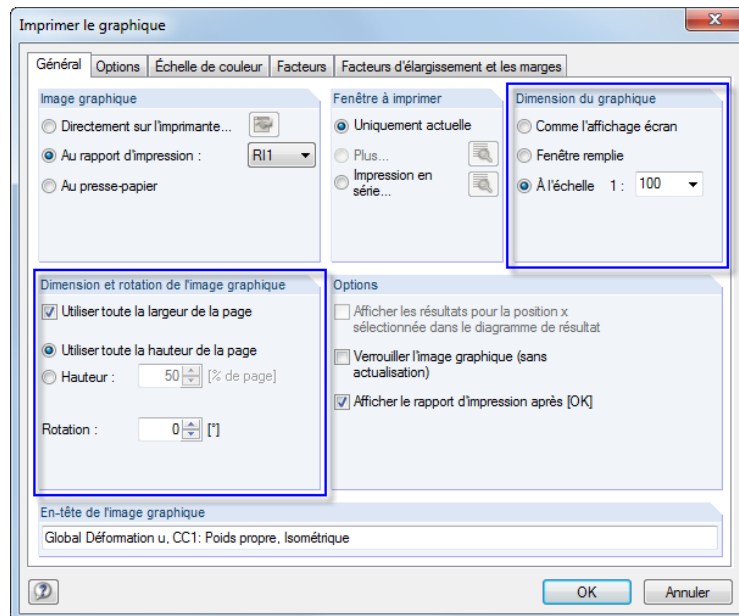 Imprimer le graphique
Général
Options
Échelle de couleur
Facteurs
Facteurs d'élargissement et les marges
Image graphique
Directement sur l'imprimante...
Au rapport d'impression :
RI1
Au presse-papier
Fenêtre à imprimer
Uniquement actuelle
Plus...
Impression en
série...
Dimension du graphique
Comme l'affichage écran
Fenêtre remplie
À l'échelle 1 : 100
Dimension et rotation de l'image graphique
Utiliser toute la largeur de la page
Utiliser toute la hauteur de la page
Hauteur : 50 [% de page]
Rotation : 0 [°]
Options
Afficher les résultats pour la position x
sélectionnée dans le diagramme de résultat
Verrouiller l'image graphique (sans
actualisation)
Afficher le rapport d'impression après [OK]
En-tête de l'image graphique
Global Déformation u, CC1: Poids propre, Isométrique
OK
Annuler